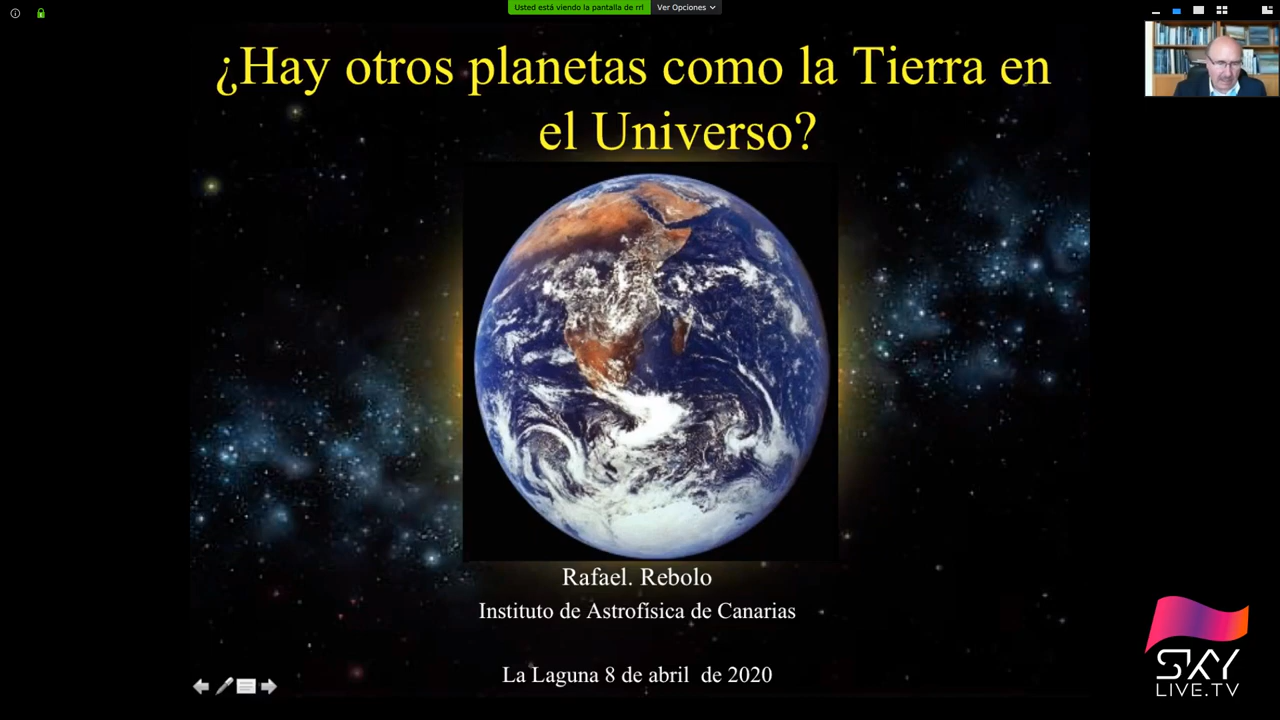 Usted está viendo la pantalla de rrl
Ver Opciones
¿Hay otros planetas como la Tierra en
el Universo?
Rafael. Rebolo
Instituto de Astrofísica de Canarias
La Laguna 8 de abril de 2020
SKY
LIVE.TV